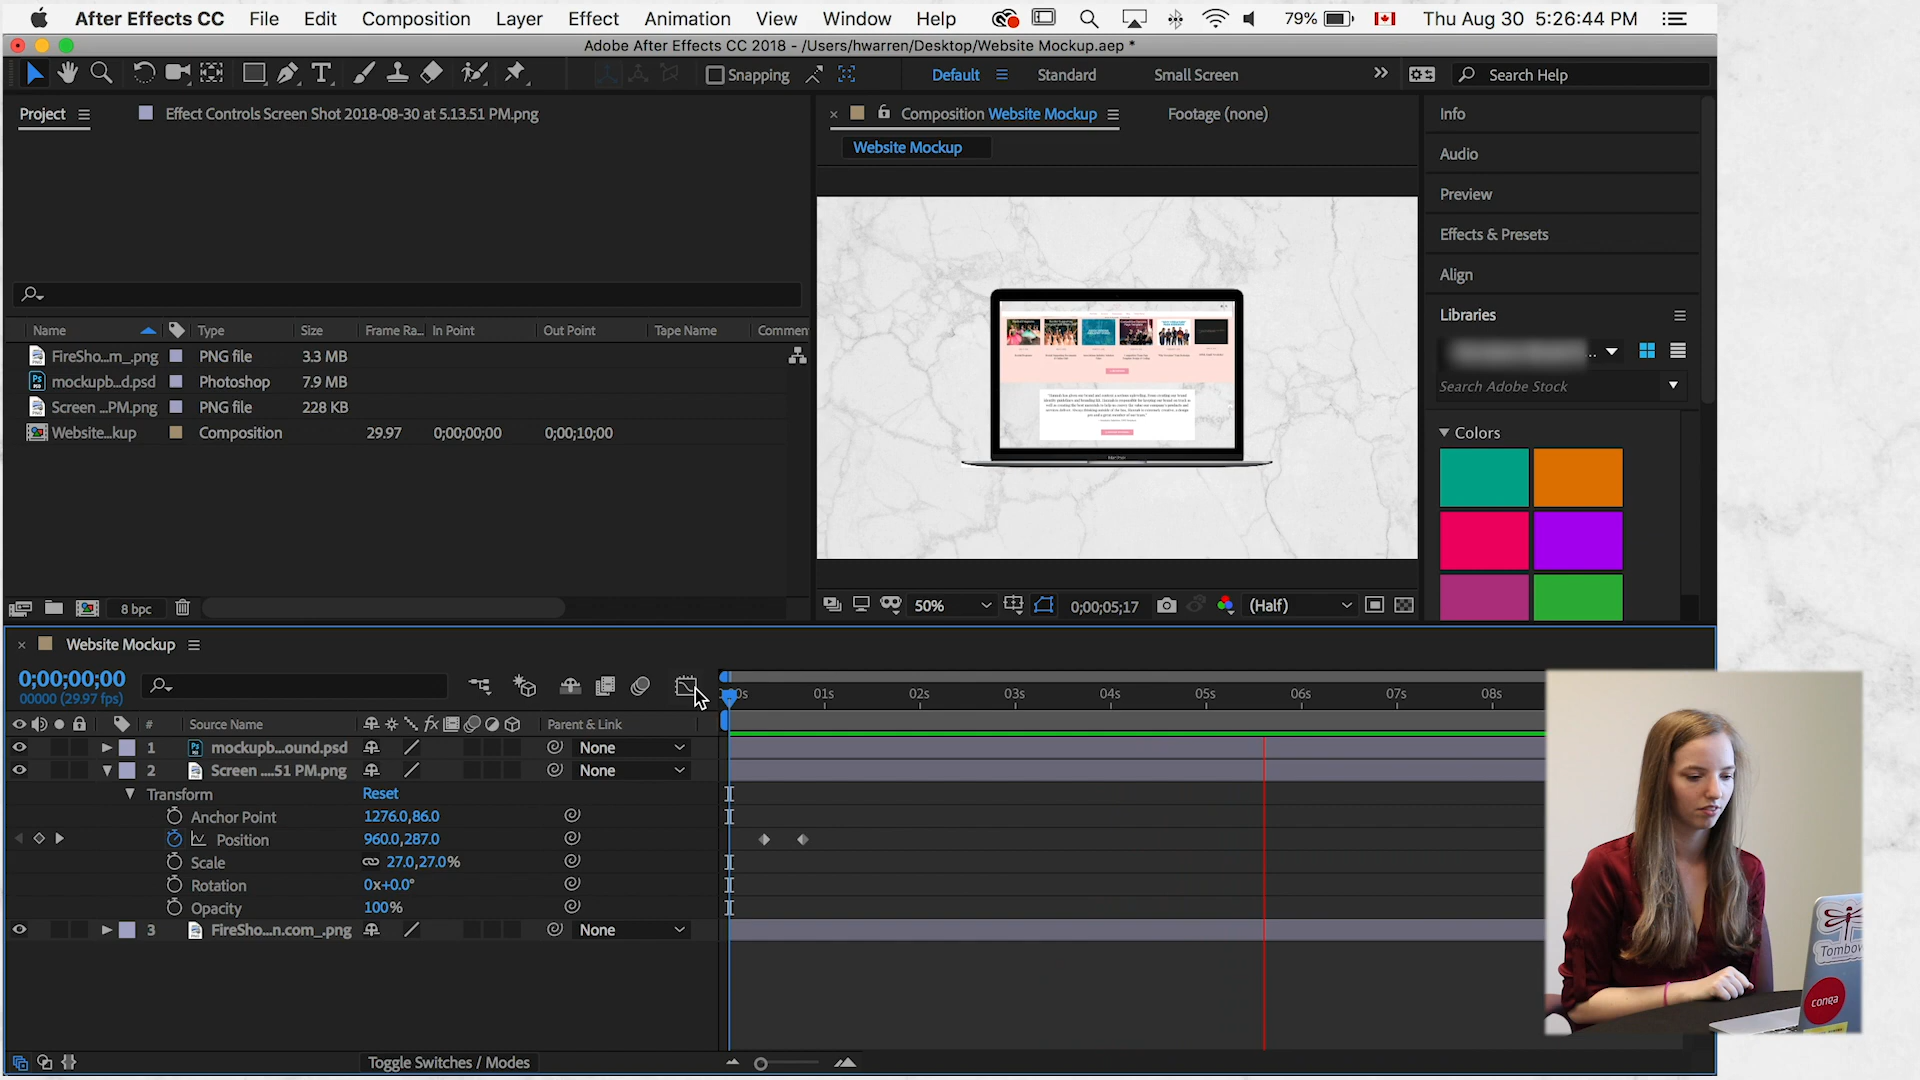 After Effects CC File Edit Composition Layer Effect Animation View Window Help 79% Thu Aug 30 5:26:44 PM
Adobe After Effects CC 2018 - /Users/hwarren/Desktop/Website Mockup.aep *
Snapping Default Standard Small Screen Search Help
Project Effect Controls Screen Shot 2018-08-30 at 5.13.51 PM.png
Composition Website Mockup Footage (none)
Website Mockup
Info
Audio
Preview
Effects & Presets
Align
Libraries
Search Adobe Stock
Colors
Name Type Size Frame Ra... In Point Out Point Tape Name Commen
FireSho...m_.png PNG file 3.3 MB
mockupb...d.psd Photoshop 7.9 MB
Screen ...PM.png PNG file 228 KB
Website...kup Composition 29.97 0;00;00;00 0;00;10;00
8 bpc
50% 0;00;05;17 (Half)
Website Mockup
0;00;00;00
00000 (29.97 fps)
00s 01s 02s 03s 04s 05s 06s 07s 08s
# Source Name Parent & Link
1 mockupb...ound.psd None
2 Screen ....51 PM.png None
Transform Reset
Anchor Point 1276.0,86.0
Position 960.0,287.0
Scale 27.0,27.0%
Rotation 0x+0.0°
Opacity 100%
3 FireSho...n.com_.png None
Toggle Switches / Modes
Tombow
conga